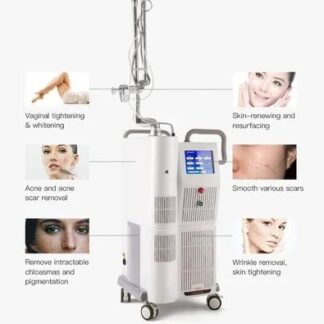 Vaginal tightening
& whitening
Skin-renewing and
resurfacing
Acne and acne
scar removal
Smooth various scars
Remove intractable
chloasmas and
pigmentation
Wrinkle removal,
skin tightening